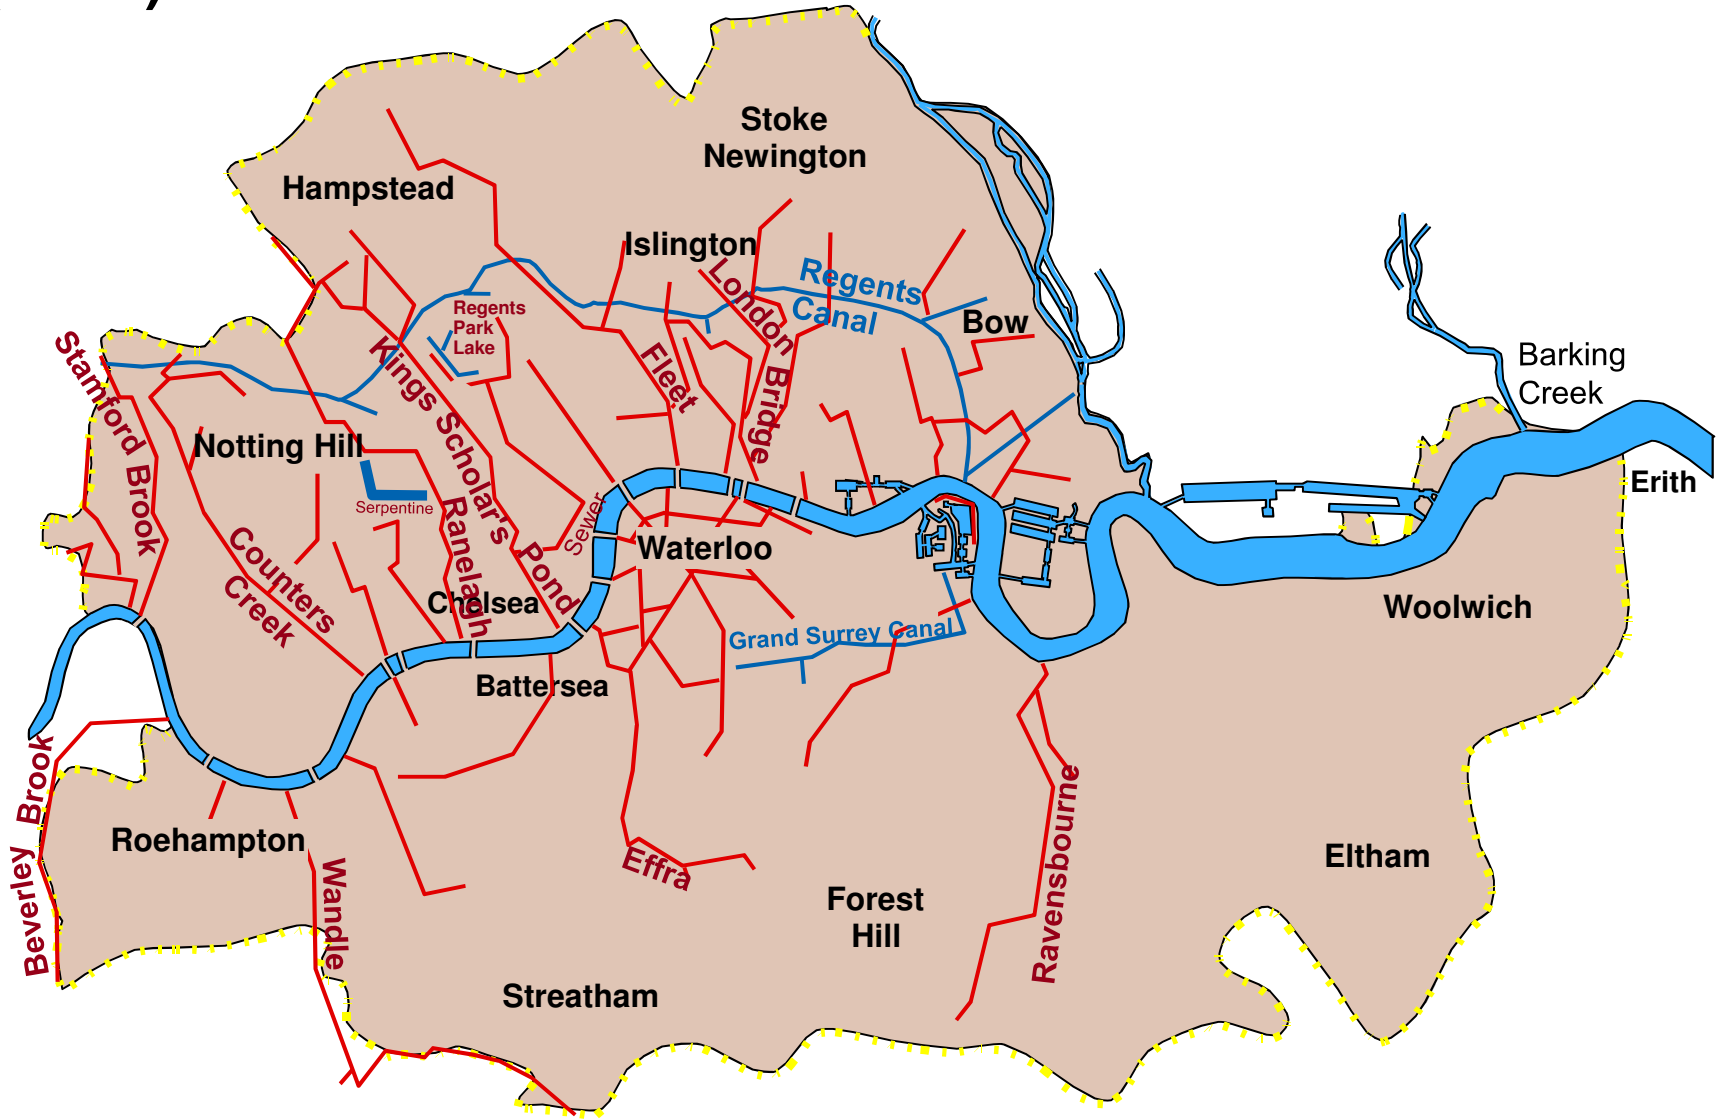 Stoke
Newington
Hampstead
Islington
London Bridge
Regents
Canal
Regents
Park
Lake
Bow
Barking
Creek
Stamford Brook
Kings Scholar's Pond
Sewer
Fleet
Notting Hill
Serpentine
Ranelagh
Erith
Counters
Creek
Waterloo
Chelsea
Woolwich
Grand Surrey Canal
Battersea
Beverley Brook
Roehampton
Wandle
Effra
Ravensbourne
Eltham
Forest
Hill
Streatham